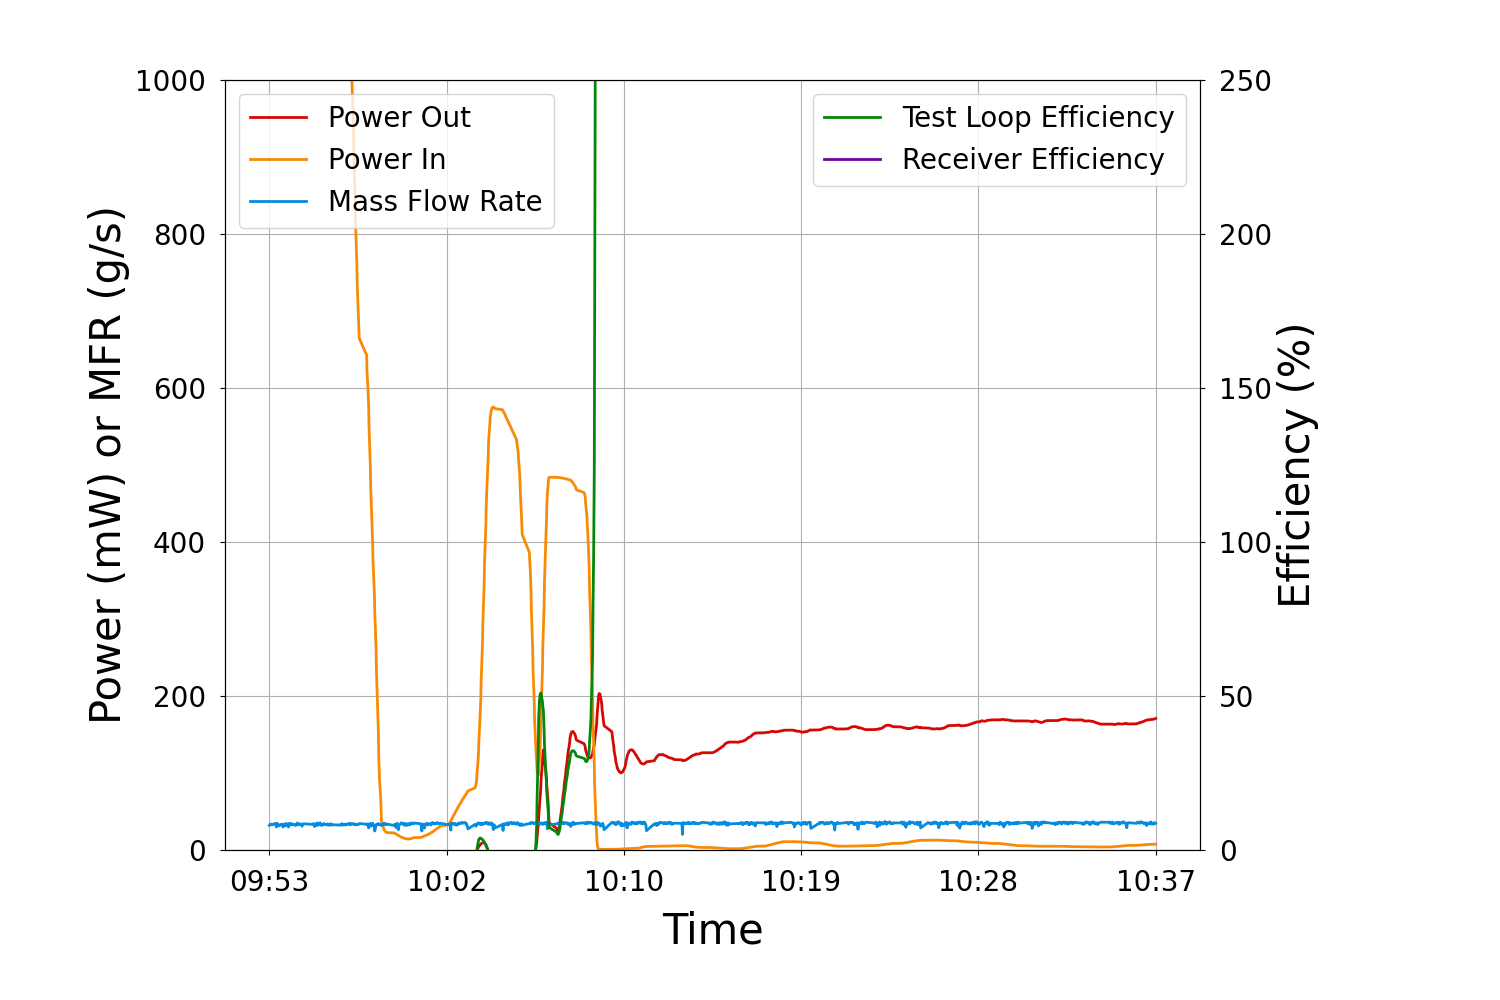 1000
800
600
400
200
0
Power (mW) or MFR (g/s)
Power Out
Power In
Mass Flow Rate
Test Loop Efficiency
Receiver Efficiency
250
200
150
100
50
0
Efficiency (%)
09:53
10:02
10:10
10:19
10:28
10:37
Time